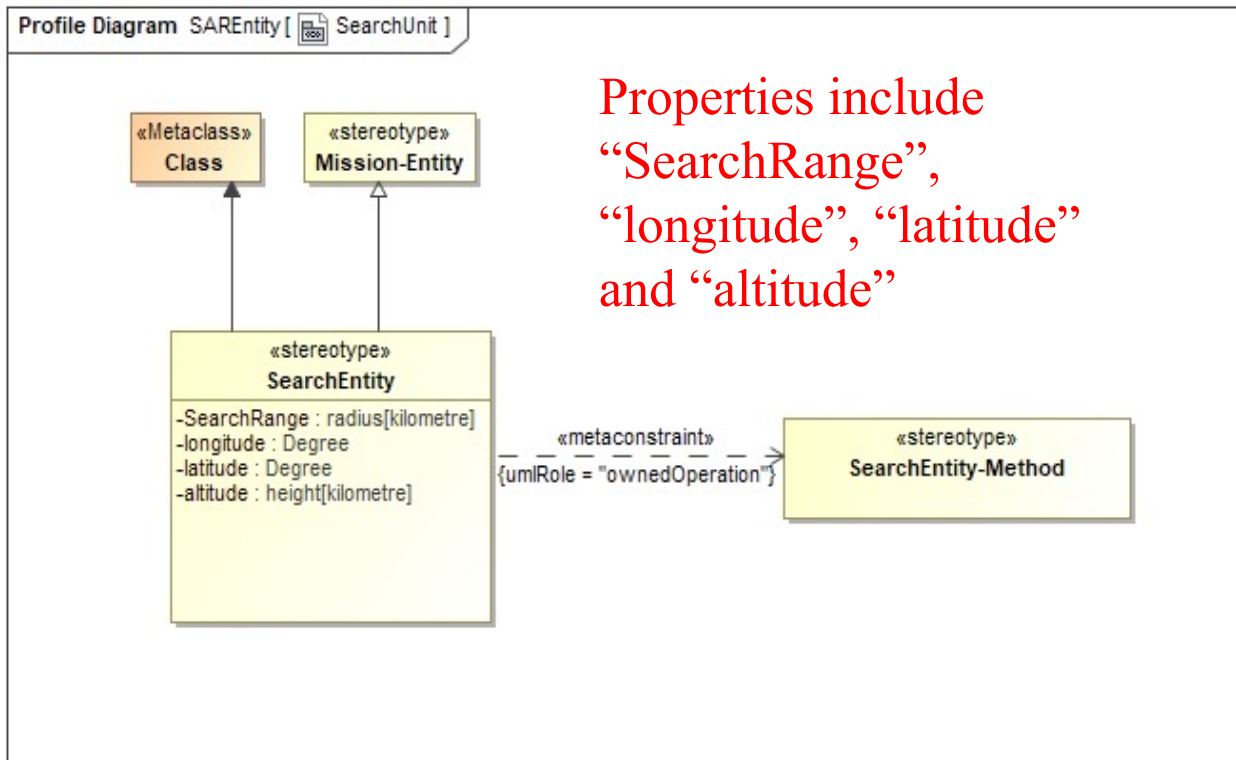 Profile Diagram SAREntity [ SearchUnit ]
Properties include
“SearchRange”,
“longitude”, “latitude”
and “altitude”
«Metaclass»
Class
«stereotype»
Mission-Entity
«stereotype»
SearchEntity
-SearchRange : radius[kilometre]
-longitude : Degree
-latitude : Degree
-altitude : height[kilometre]
«metaconstraint»
{umlRole = "ownedOperation"}
«stereotype»
SearchEntity-Method